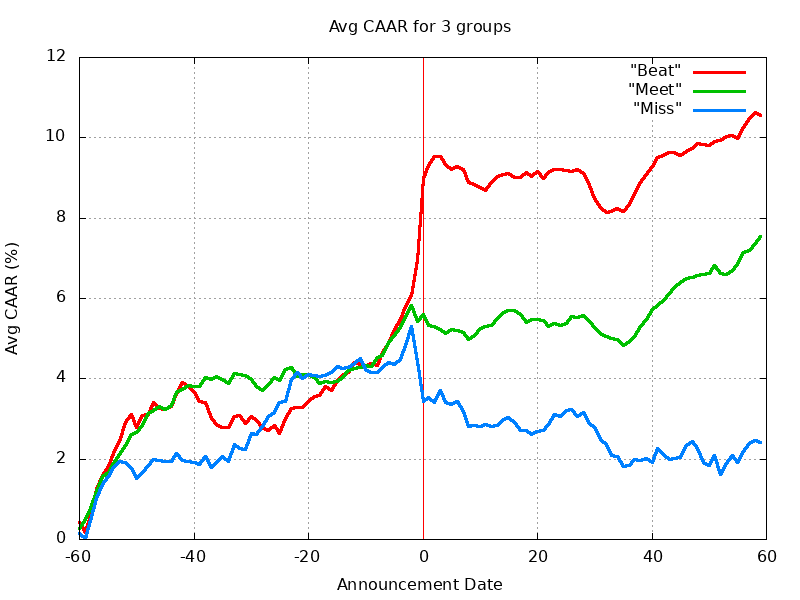 Avg CAAR for 3 groups
12
10
8
6
4
2
0
-60
-40
-20
0
20
40
60
Avg CAAR (%)
Announcement Date
"Beat"
"Meet"
"Miss"